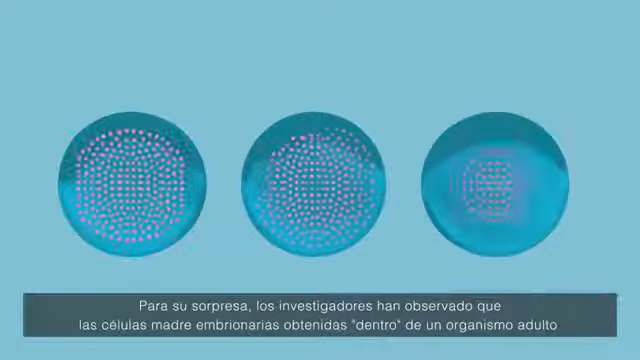 Para su sorpresa, los investigadores han observado que
las células madre embrionarias obtenidas "dentro" de un organismo adulto